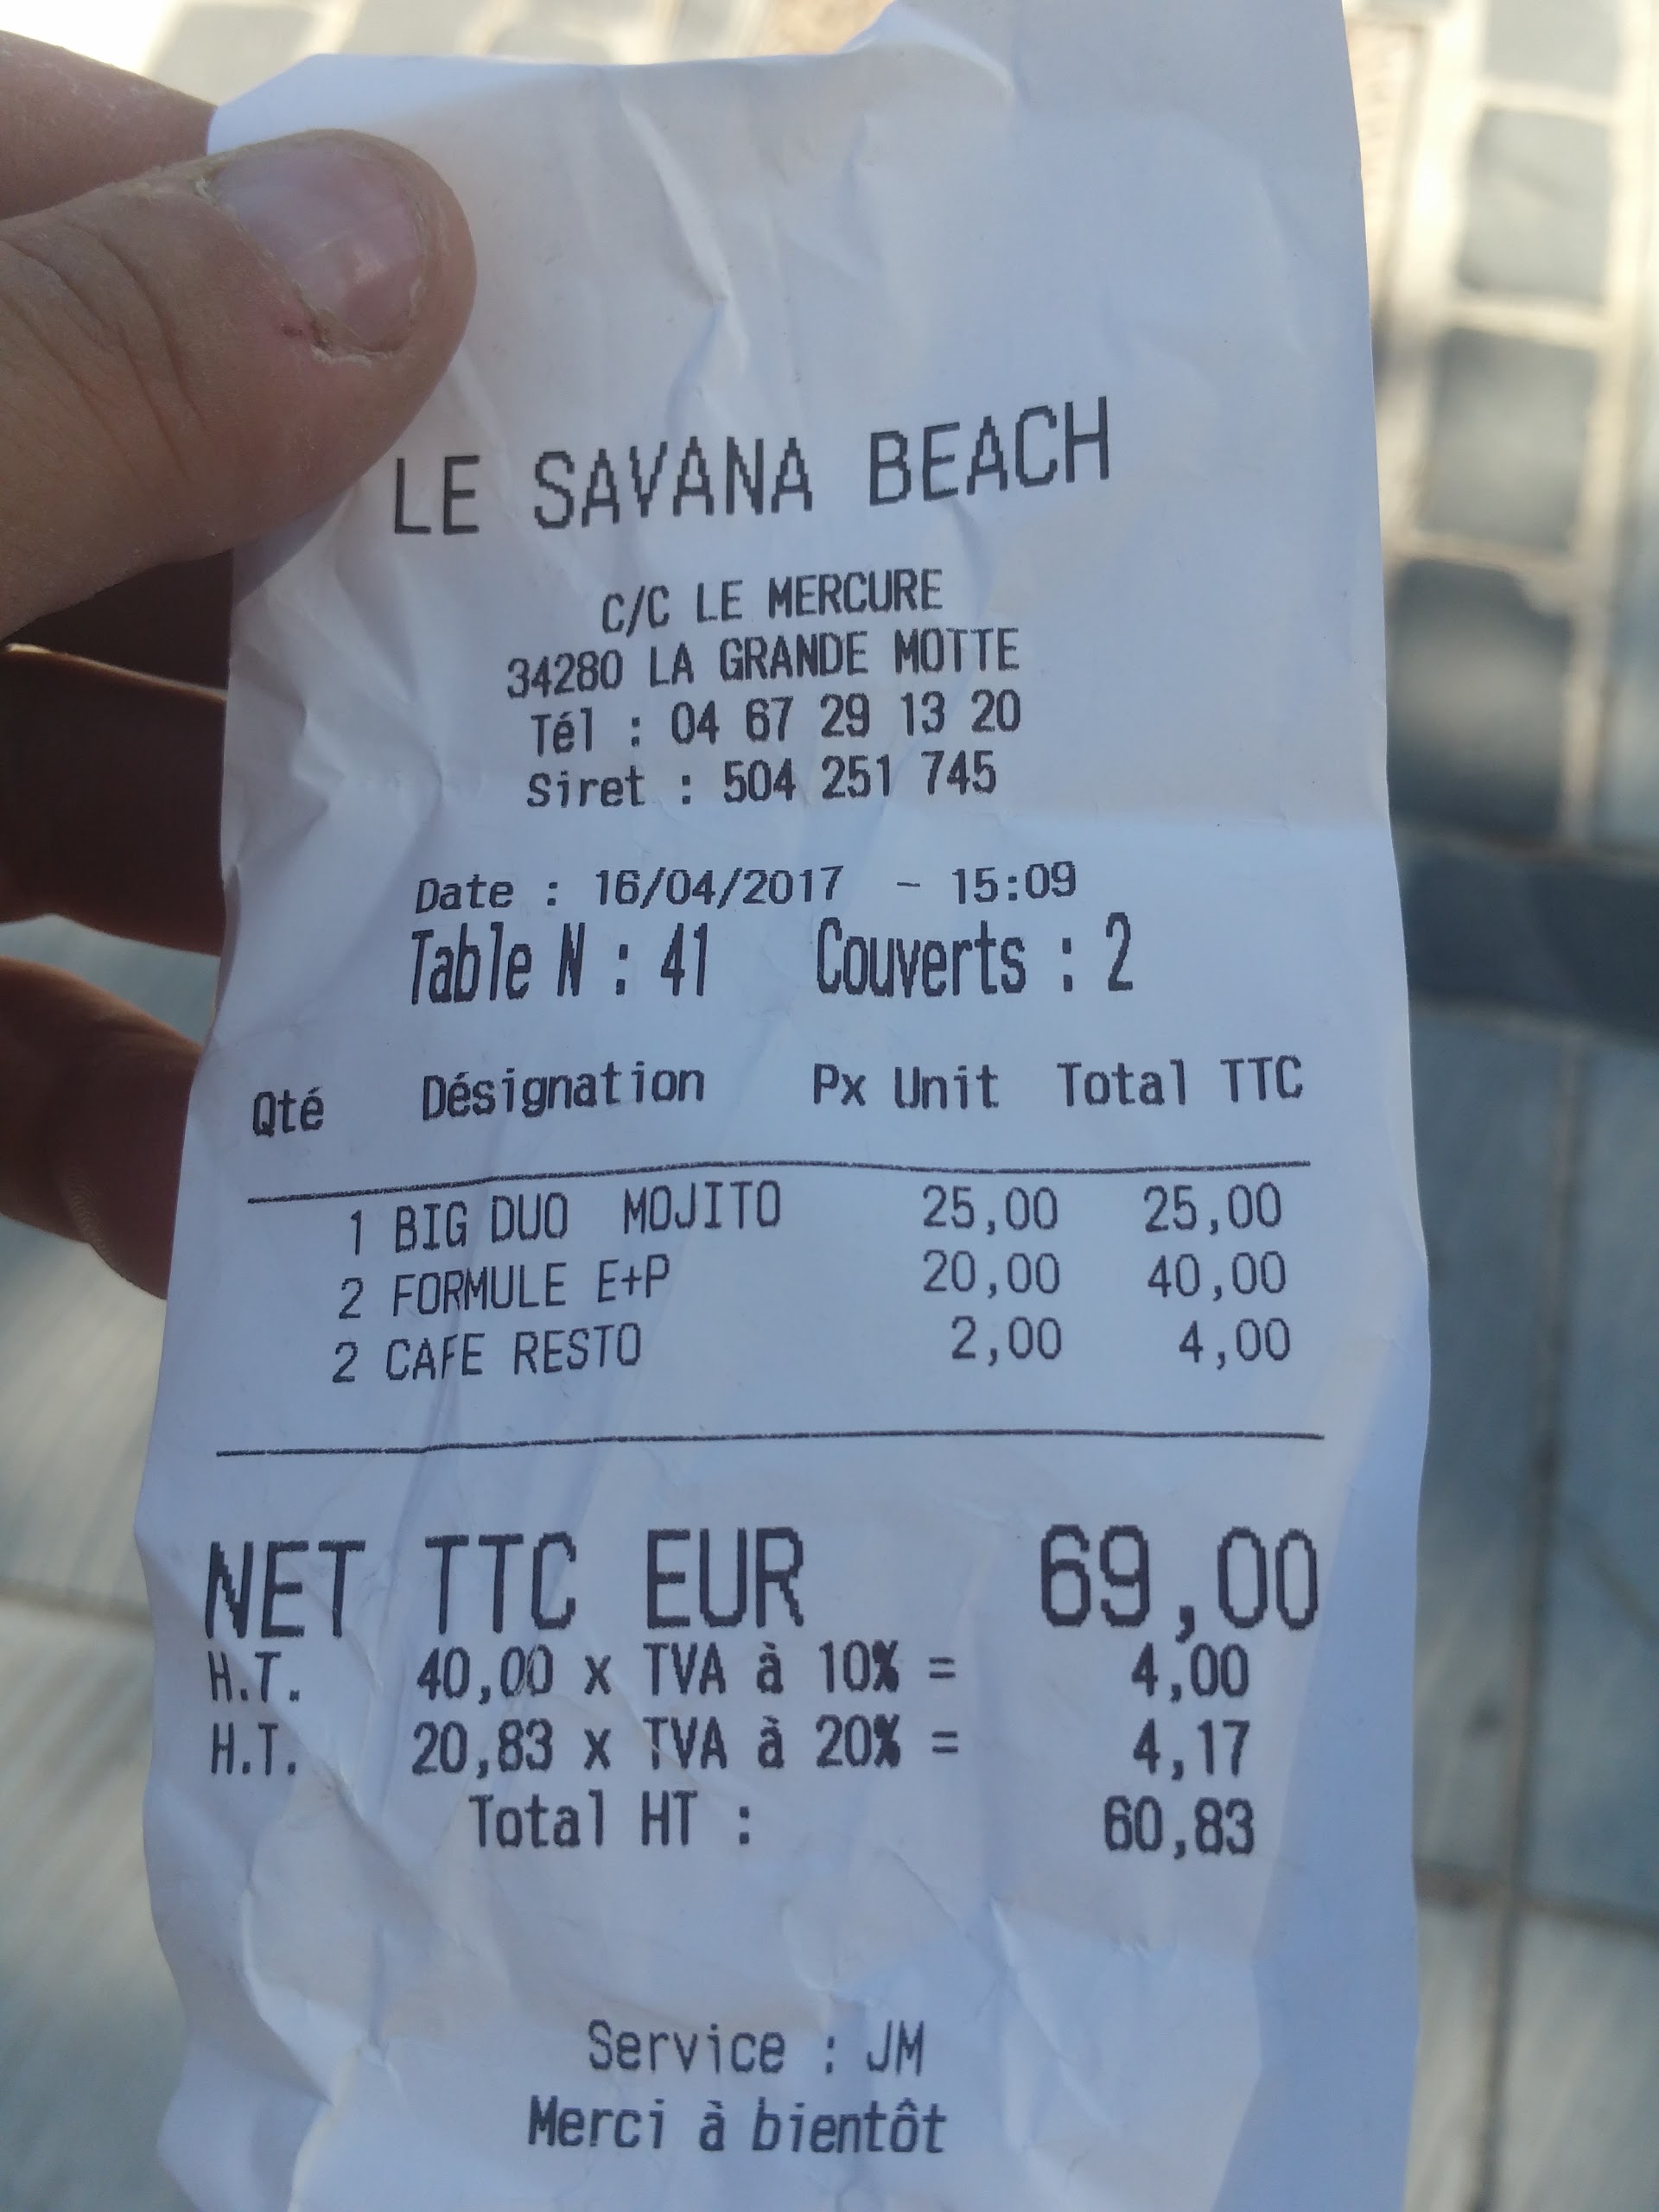 LE SAVANA BEACH
C/C LE MERCURE
34280 LA GRANDE MOTTE
Tél : 04 67 29 13 20
Siret : 504 251 745
Date : 16/04/2017 - 15:09
Table N : 41 Couverts : 2
Qté Désignation Px Unit Total TTC
1 BIG DUO MOJITO 25,00 25,00
2 FORMULE E+P 20,00 40,00
2 CAFE RESTO 2,00 4,00
NET TTC EUR 69,00
H.T. 40,00 x TVA à 10% = 4,00
H.T. 20,83 x TVA à 20% = 4,17
Total HT : 60,83
Service : JM
Merci à bientôt